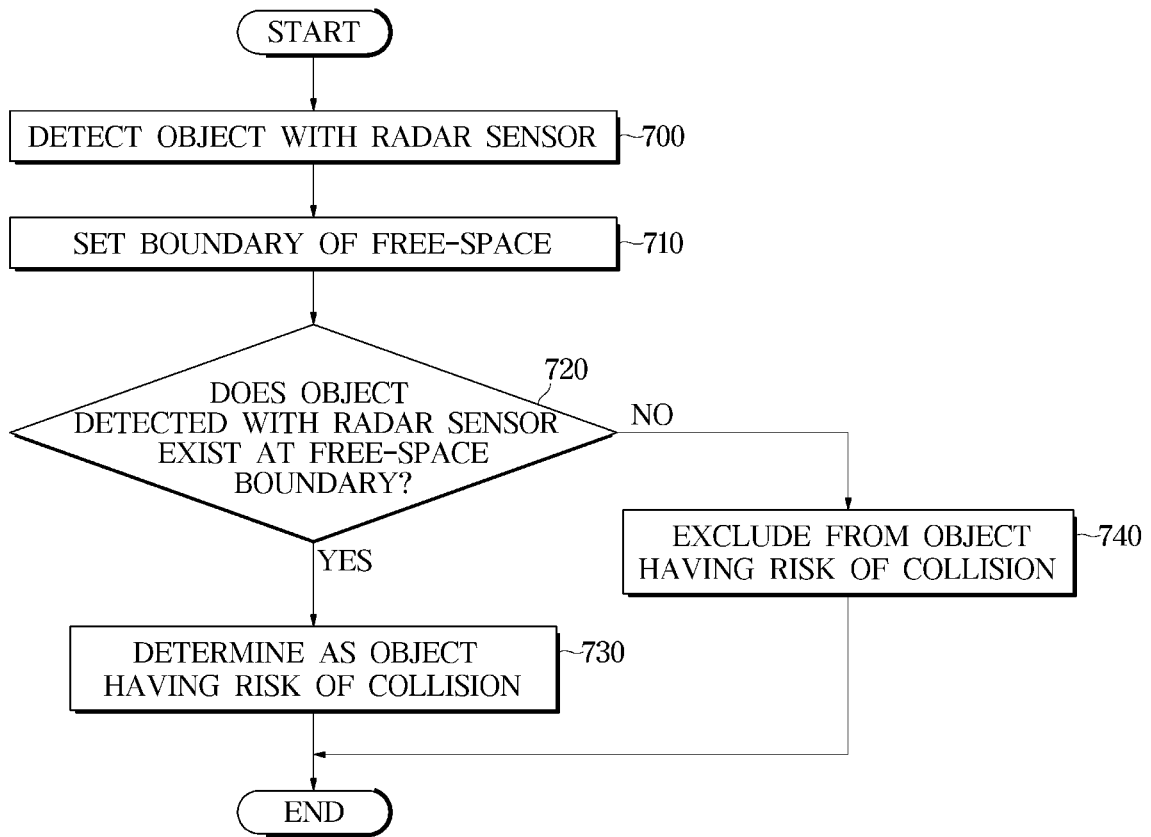 START
DETECT OBJECT WITH RADAR SENSOR
700
SET BOUNDARY OF FREE-SPACE
710
720
DOES OBJECT
DETECTED WITH RADAR SENSOR
EXIST AT FREE-SPACE
BOUNDARY?
NO
YES
EXCLUDE FROM OBJECT
HAVING RISK OF COLLISION
740
DETERMINE AS OBJECT
HAVING RISK OF COLLISION
730
END